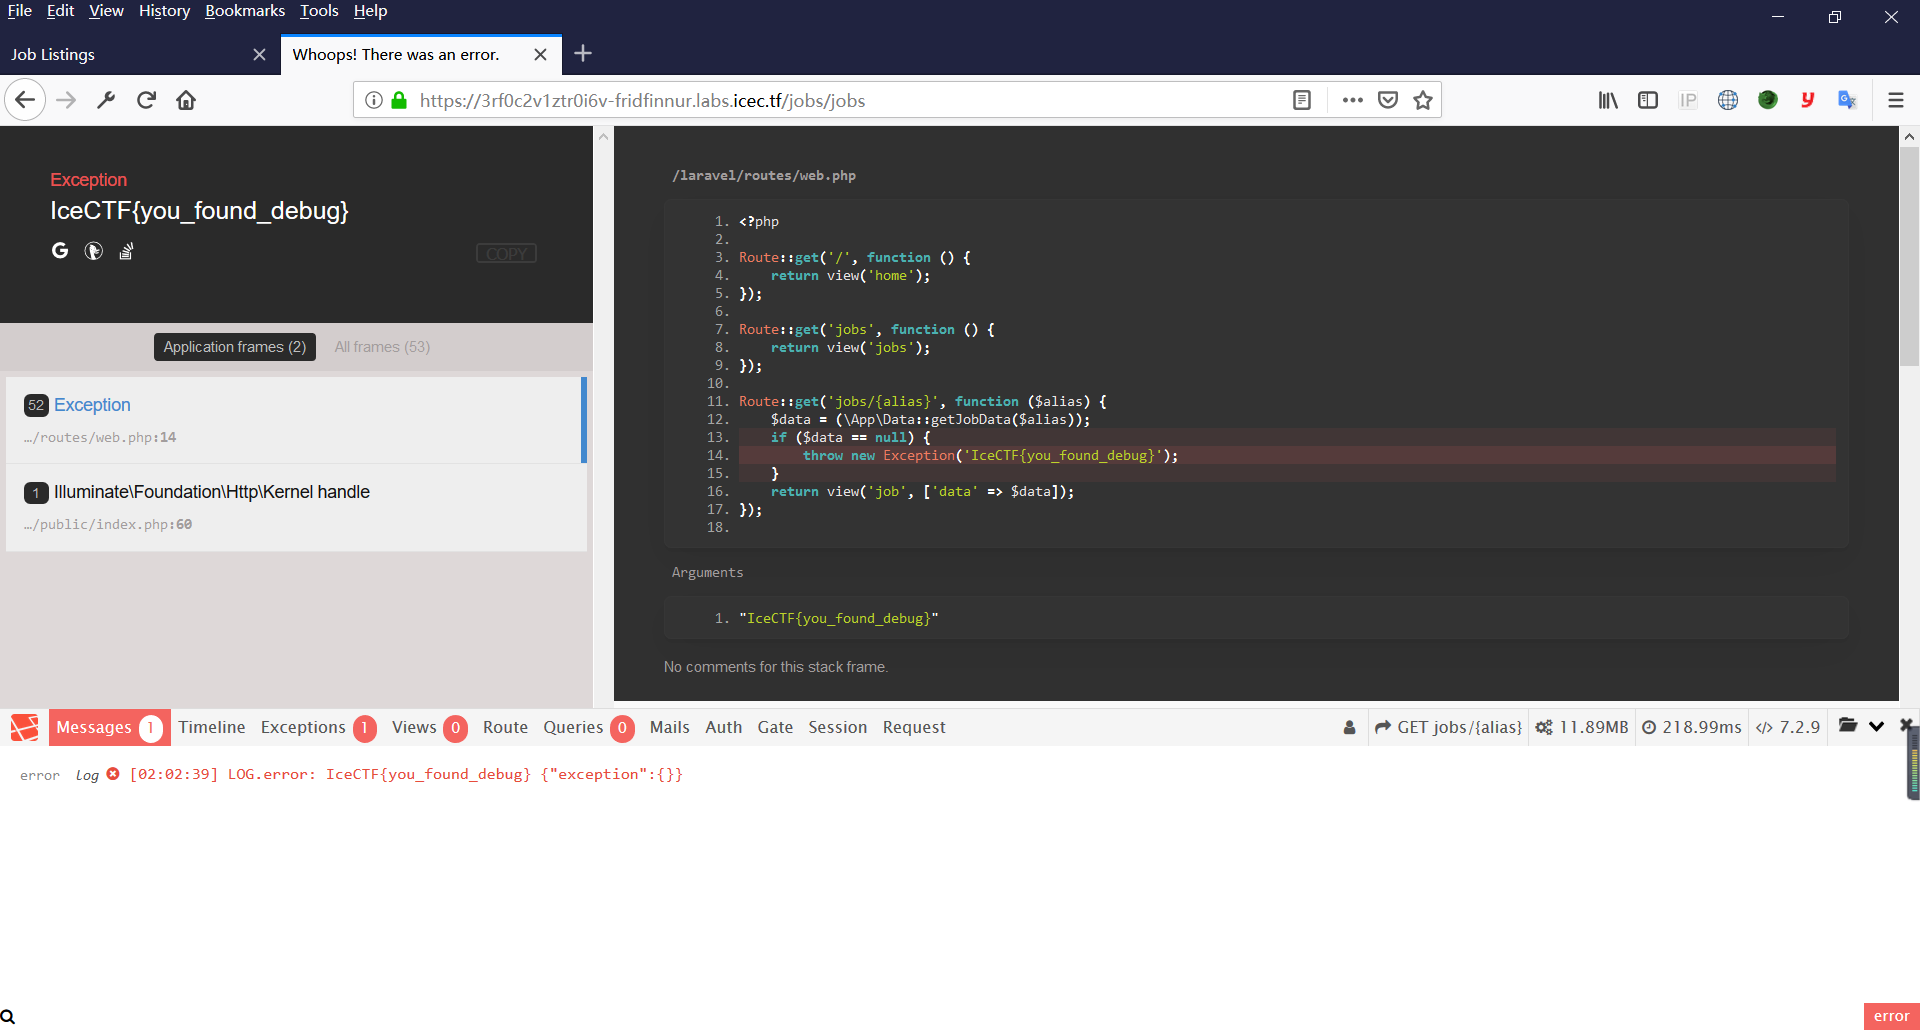 File Edit View History Bookmarks Tools Help
Job Listings
Whoops! There was an error.
https://3rf0c2v1ztr0i6v-fridfinnur.labs.icec.tf/jobs/jobs
IP
Exception
IceCTF{you_found_debug}
COPY
Application frames (2) All frames (53)
52 Exception
…/routes/web.php:14
1 Illuminate\Foundation\Http\Kernel handle
…/public/index.php:60
/laravel/routes/web.php
1. <?php
2.
3. Route::get('/', function () {
4.     return view('home');
5. });
6.
7. Route::get('jobs', function () {
8.     return view('jobs');
9. });
10.
11. Route::get('jobs/{alias}', function ($alias) {
12.     $data = (\App\Data::getJobData($alias));
13.     if ($data == null) {
14.         throw new Exception('IceCTF{you_found_debug}');
15.     }
16.     return view('job', ['data' => $data]);
17. });
18.
Arguments
1. "IceCTF{you_found_debug}"
No comments for this stack frame.
Messages 1 Timeline Exceptions 1 Views 0 Route Queries 0 Mails Auth Gate Session Request GET jobs/{alias} 11.89MB 218.99ms </> 7.2.9
error log [02:02:39] LOG.error: IceCTF{you_found_debug} {"exception":{}}
error